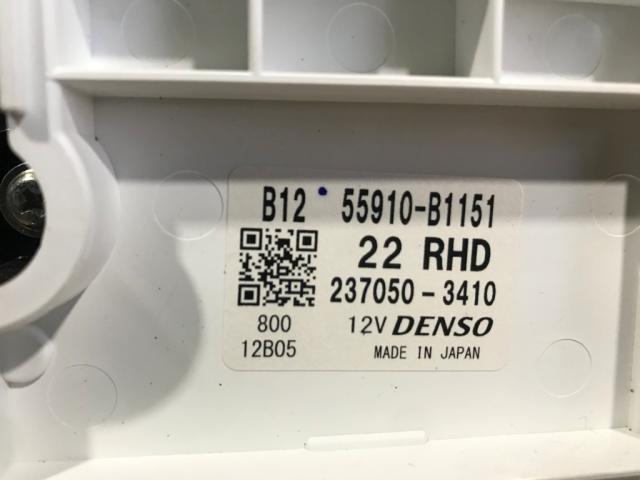 B12 55910-B1151
22 RHD
237050-3410
800 12V DENSO
12B05 MADE IN JAPAN